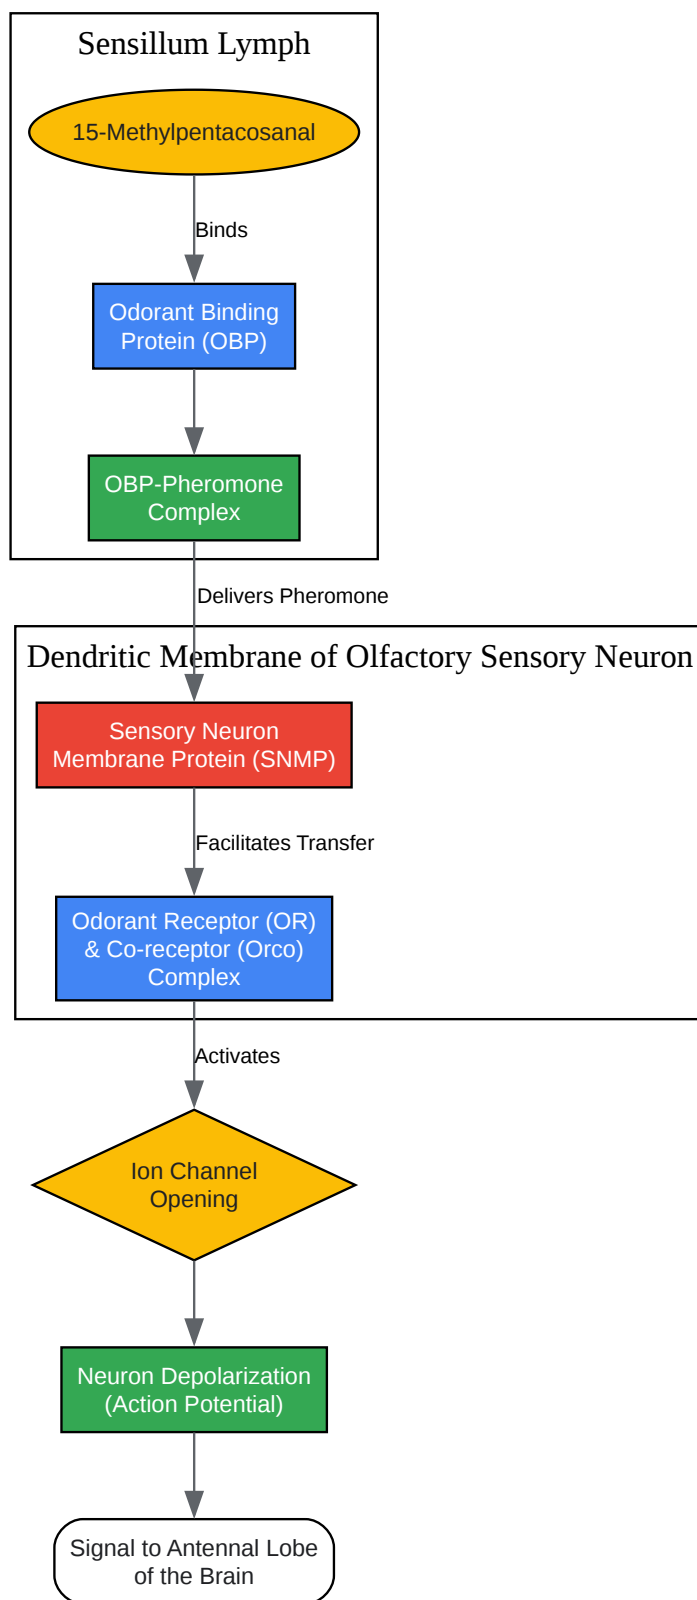 Sensillum Lymph
15-Methylpentacosanal
Binds
Odorant Binding
Protein (OBP)
OBP-Pheromone
Complex
Delivers Pheromone
Dendritic Membrane of Olfactory Sensory Neuron
Sensory Neuron
Membrane Protein (SNMP)
Facilitates Transfer
Odorant Receptor (OR)
& Co-receptor (Orco)
Complex
Activates
Ion Channel
Opening
Neuron Depolarization
(Action Potential)
Signal to Antennal Lobe
of the Brain